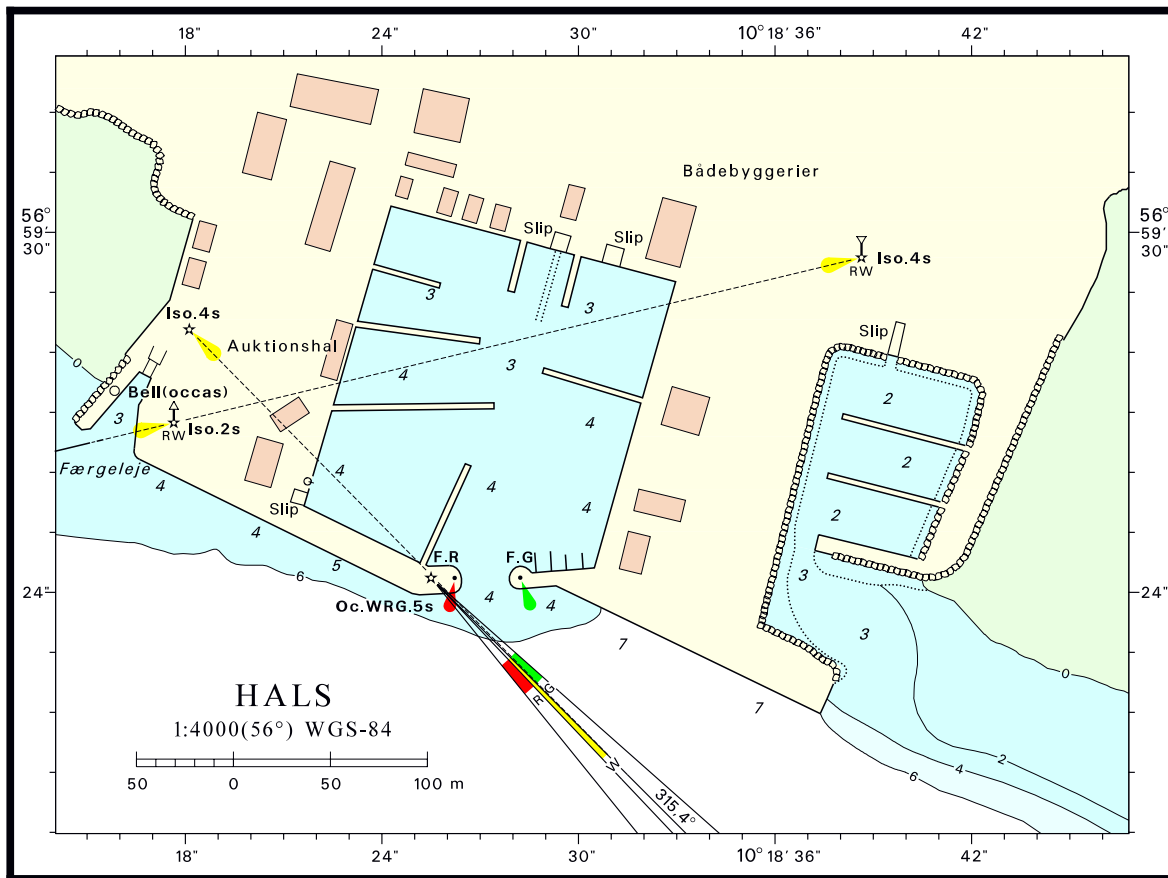 18" 24" 30" 10° 18' 36" 42"
Bådebyggerier
56° 59' 30"
56° 59' 30"
Slip
Slip
Iso.4s
RW
3
3
Iso.4s
Slip
Auktionshal
0
3
4
Bell(occas)
2
3
4
RW
Iso.2s
2
Færgeleje
4
4
4
4
2
Slip
4
5
F.R
F.G
3
24"
6
4
4
24"
Oc.WRG.5s
3
7
0
G
R
HALS
7
1:4000(56°) WGS-84
2
W
4
6
50 0 50 100 m
315,4°
18" 24" 30" 10° 18' 36" 42"